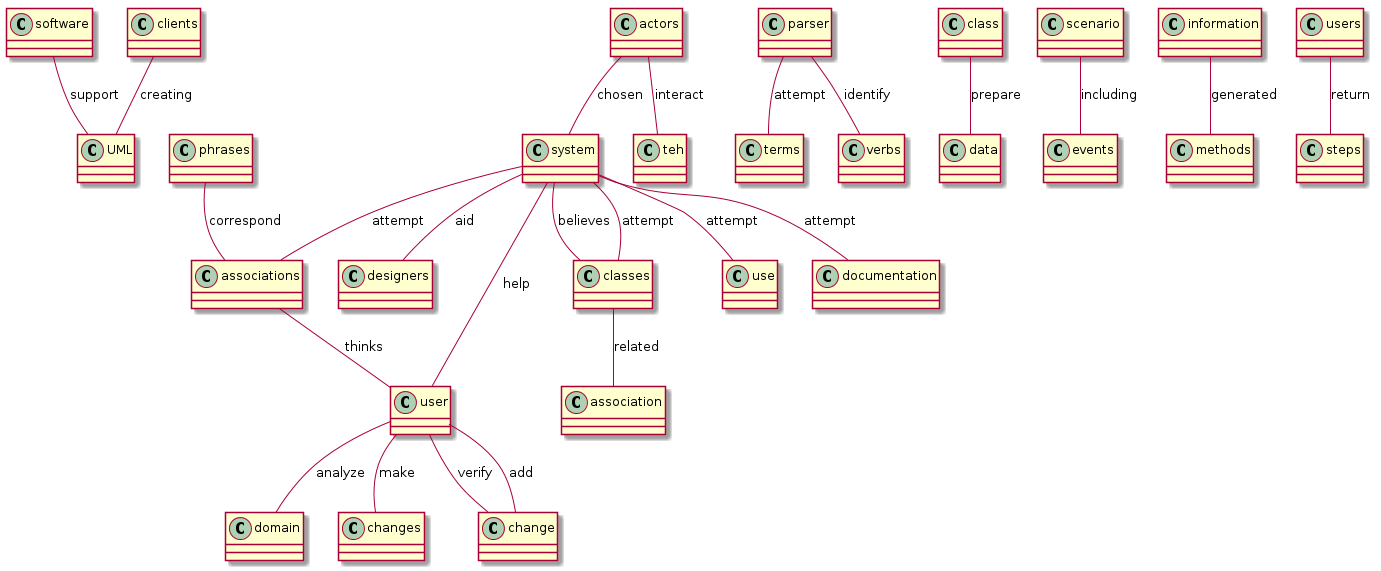 software clients actors parser class scenario information users
support creating chosen interact attempt identify prepare including generated return
UML phrases system teh terms verbs data events methods steps
correspond attempt aid believes attempt attempt attempt
associations designers classes use documentation
help
thinks related
user association
analyze make verify add
domain changes change